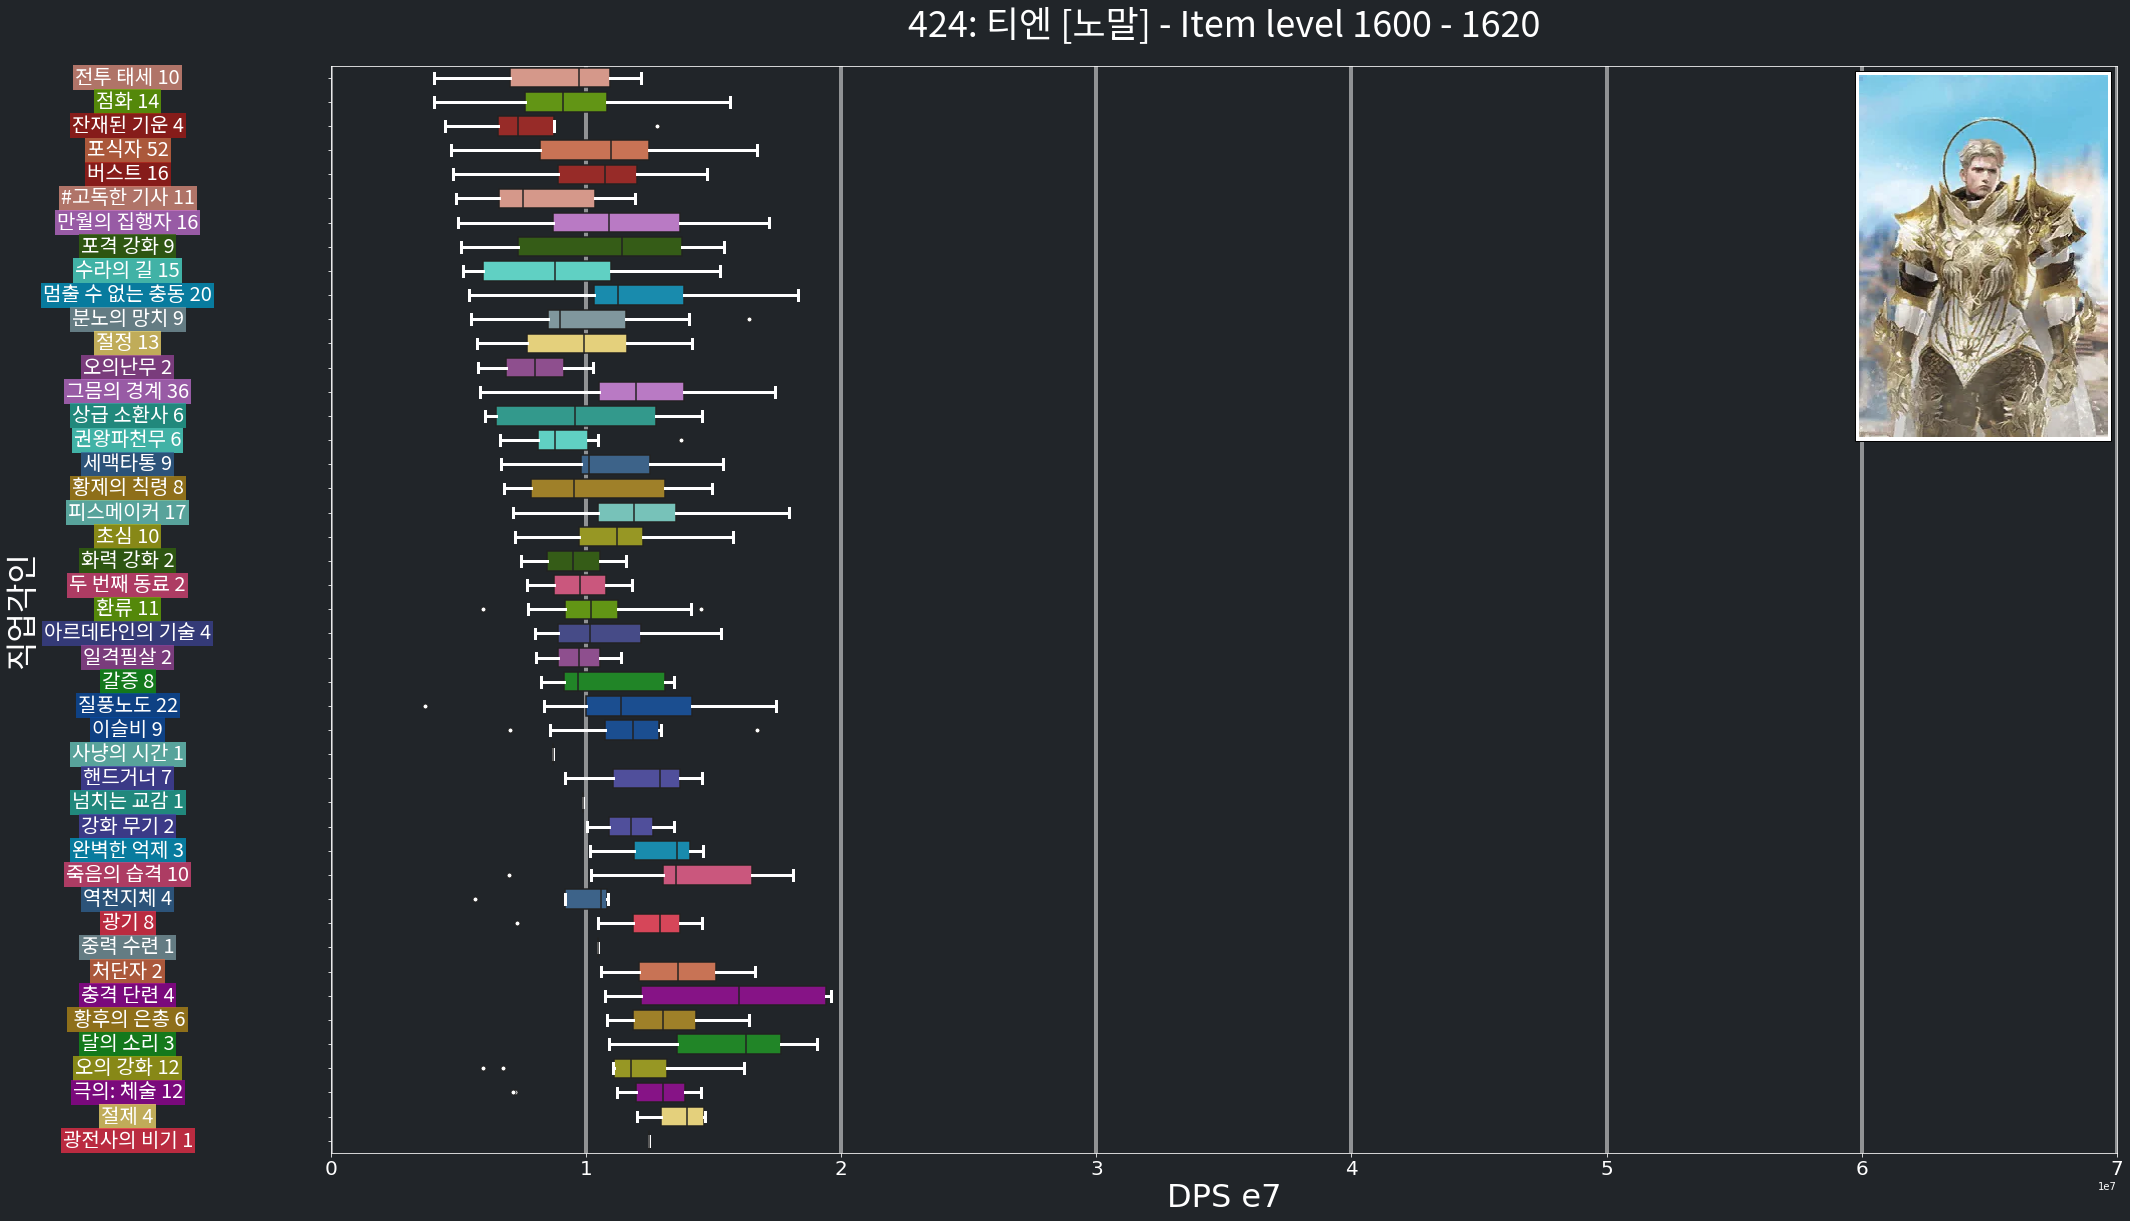 424: 티엔 [노말] - Item level 1600 - 1620
직업각인
전투 태세 10
점화 14
잔재된 기운 4
포식자 52
버스트 16
#고독한 기사 11
만월의 집행자 16
포격 강화 9
수라의 길 15
멈출 수 없는 충동 20
분노의 망치 9
절정 13
오의난무 2
그믐의 경계 36
상급 소환사 6
권왕파천무 6
세맥타통 9
황제의 칙령 8
피스메이커 17
초심 10
화력 강화 2
두 번째 동료 2
환류 11
아르데타인의 기술 4
일격필살 2
갈증 8
질풍노도 22
이슬비 9
사냥의 시간 1
핸드거너 7
넘치는 교감 1
강화 무기 2
완벽한 억제 3
죽음의 습격 10
역천지체 4
광기 8
중력 수련 1
처단자 2
충격 단련 4
황후의 은총 6
달의 소리 3
오의 강화 12
극의: 체술 12
절제 4
광전사의 비기 1
0 1 2 3 4 5 6 7
1e7
DPS e7